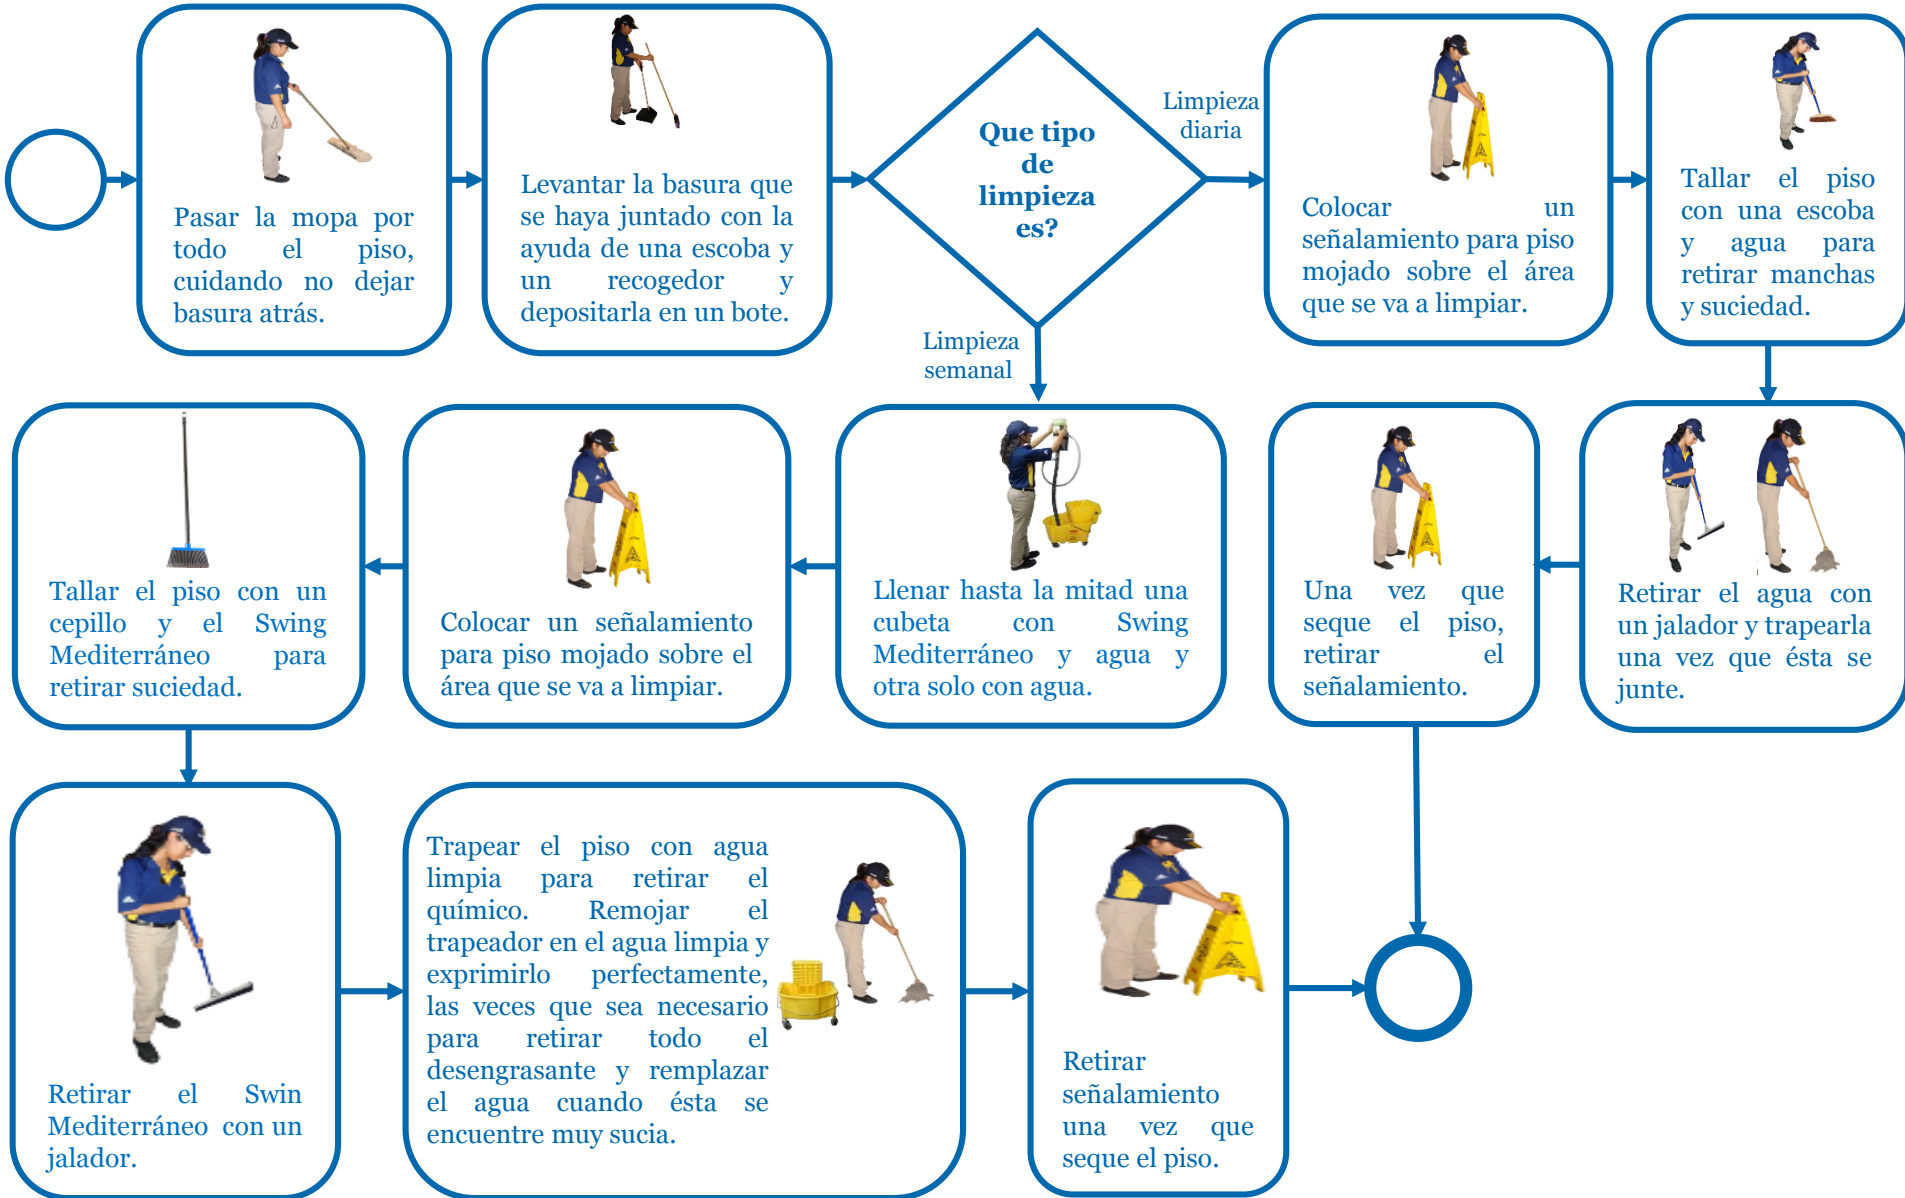 Pasar la mopa por
todo el piso,
cuidando no dejar
basura atrás.
Levantar la basura que
se haya juntado con la
ayuda de una escoba y
un recogedor y
depositarla en un bote.
Que tipo
de
limpieza
es?
Limpieza
diaria
Colocar un
señalamiento para piso
mojado sobre el área
que se va a limpiar.
Tallar el piso
con una escoba
y agua para
retirar manchas
y suciedad.
Limpieza
semanal
Tallar el piso con un
cepillo y el Swing
Mediterráneo para
retirar suciedad.
Colocar un señalamiento
para piso mojado sobre el
área que se va a limpiar.
Llenar hasta la mitad una
cubeta con Swing
Mediterráneo y agua y
otra solo con agua.
Una vez que
seque el piso,
retirar el
señalamiento.
Retirar el agua con
un jalador y trapearla
una vez que ésta se
junte.
Retirar el Swin
Mediterráneo con un
jalador.
Trapear el piso con agua
limpia para retirar el
químico. Remojar el
trapeador en el agua limpia y
exprimirlo perfectamente,
las veces que sea necesario
para retirar todo el
desengrasante y remplazar
el agua cuando ésta se
encuentre muy sucia.
Retirar
señalamiento
una vez que
seque el piso.